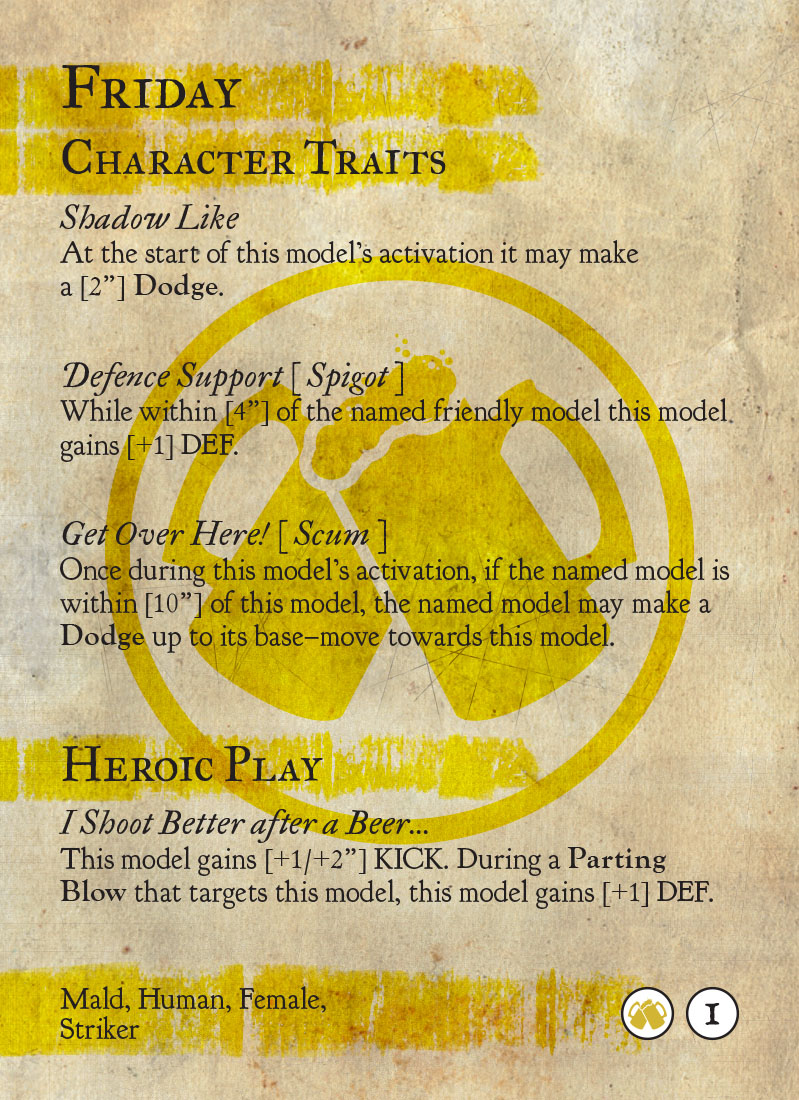 Friday
Character Traits
Shadow Like
At the start of this model's activation it may make
a [2"] Dodge.
Defence Support [ Spigot ]
While within [4"] of the named friendly model this model
gains [+1] DEF.
Get Over Here! [ Scum ]
Once during this model's activation, if the named model is
within [10"] of this model, the named model may make a
Dodge up to its base–move towards this model.
Heroic Play
I Shoot Better after a Beer...
This model gains [+1/+2"] KICK. During a Parting
Blow that targets this model, this model gains [+1] DEF.
Mald, Human, Female,
Striker
1